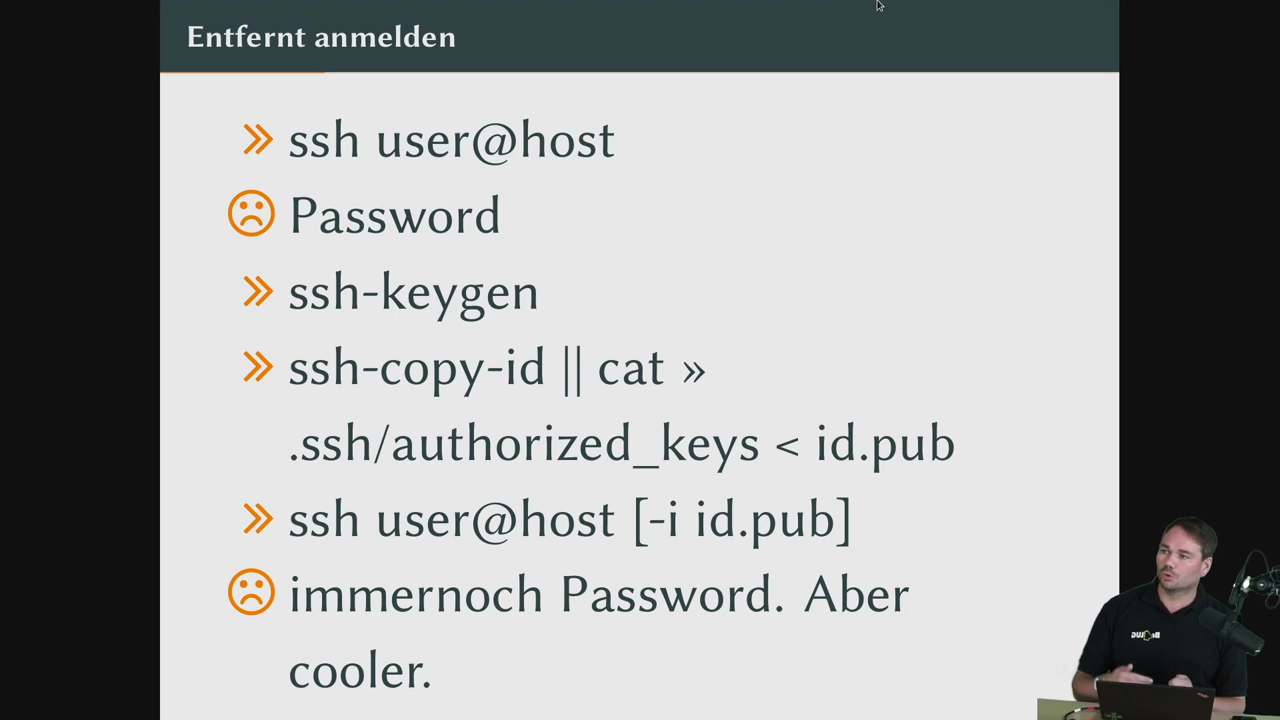 Entfernt anmelden
» ssh user@host
Password
» ssh-keygen
» ssh-copy-id || cat »
.ssh/authorized_keys < id.pub
» ssh user@host [-i id.pub]
immernoch Password. Aber
cooler.